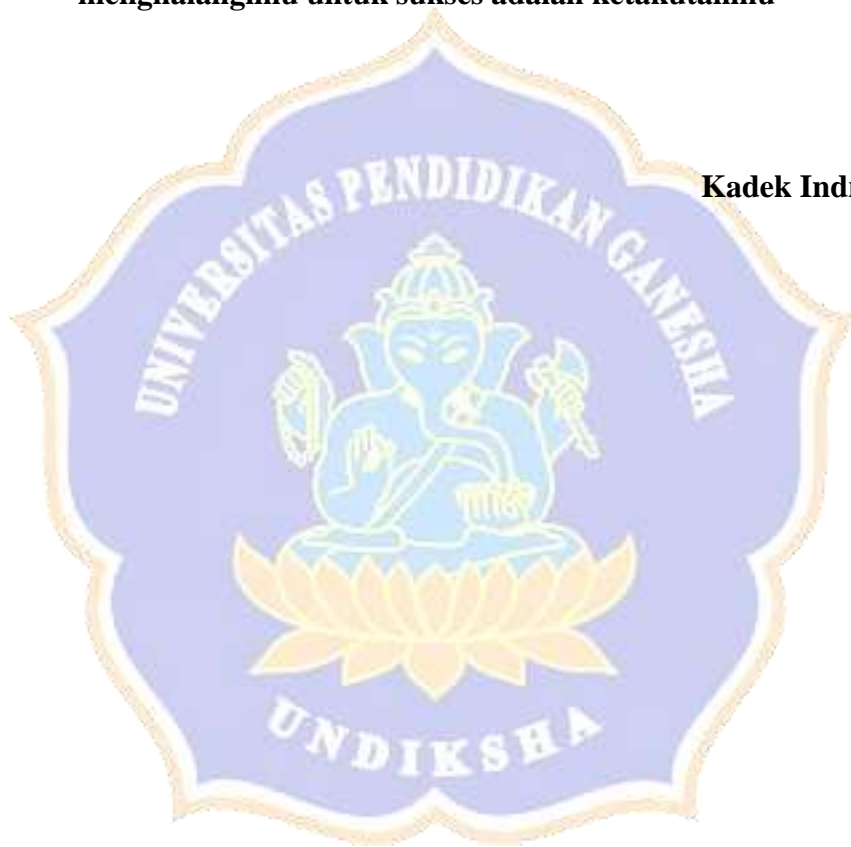 menghalangimu untuk sukses adalah ketakutanmu
Kadek
UNIVERSITAS PENDIDIKAN GANESHA
UNDIKSHA